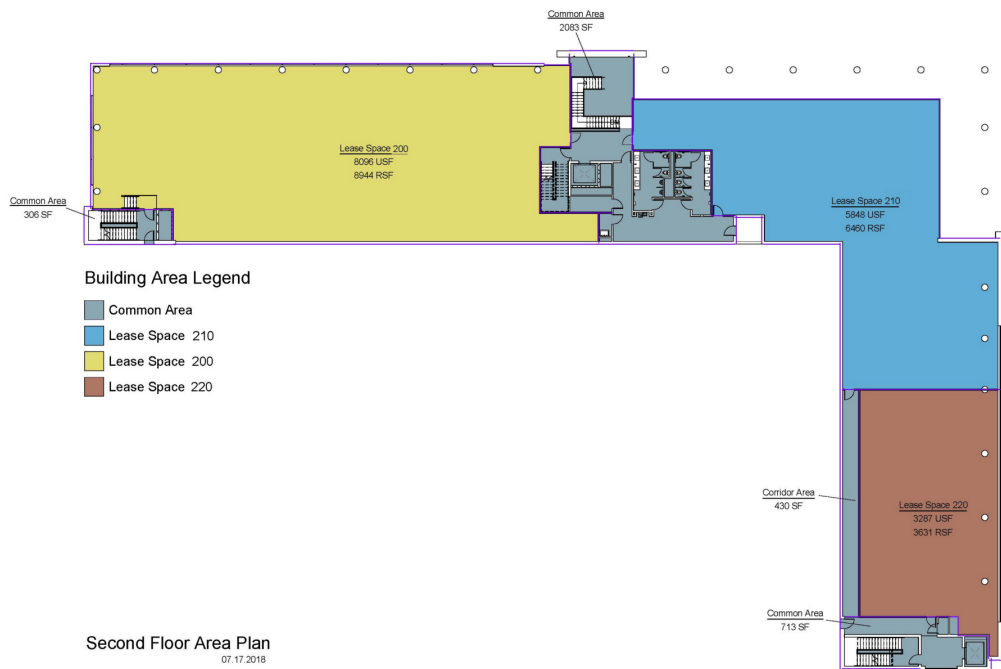 Common Area
2083 SF
Lease Space 200
8096 USF
8944 RSF
Common Area
306 SF
Lease Space 210
5848 USF
6460 RSF
Building Area Legend
Common Area
Lease Space 210
Lease Space 200
Lease Space 220
Corridor Area
430 SF
Lease Space 220
3287 USF
3631 RSF
Common Area
713 SF
Second Floor Area Plan
07.17.2018